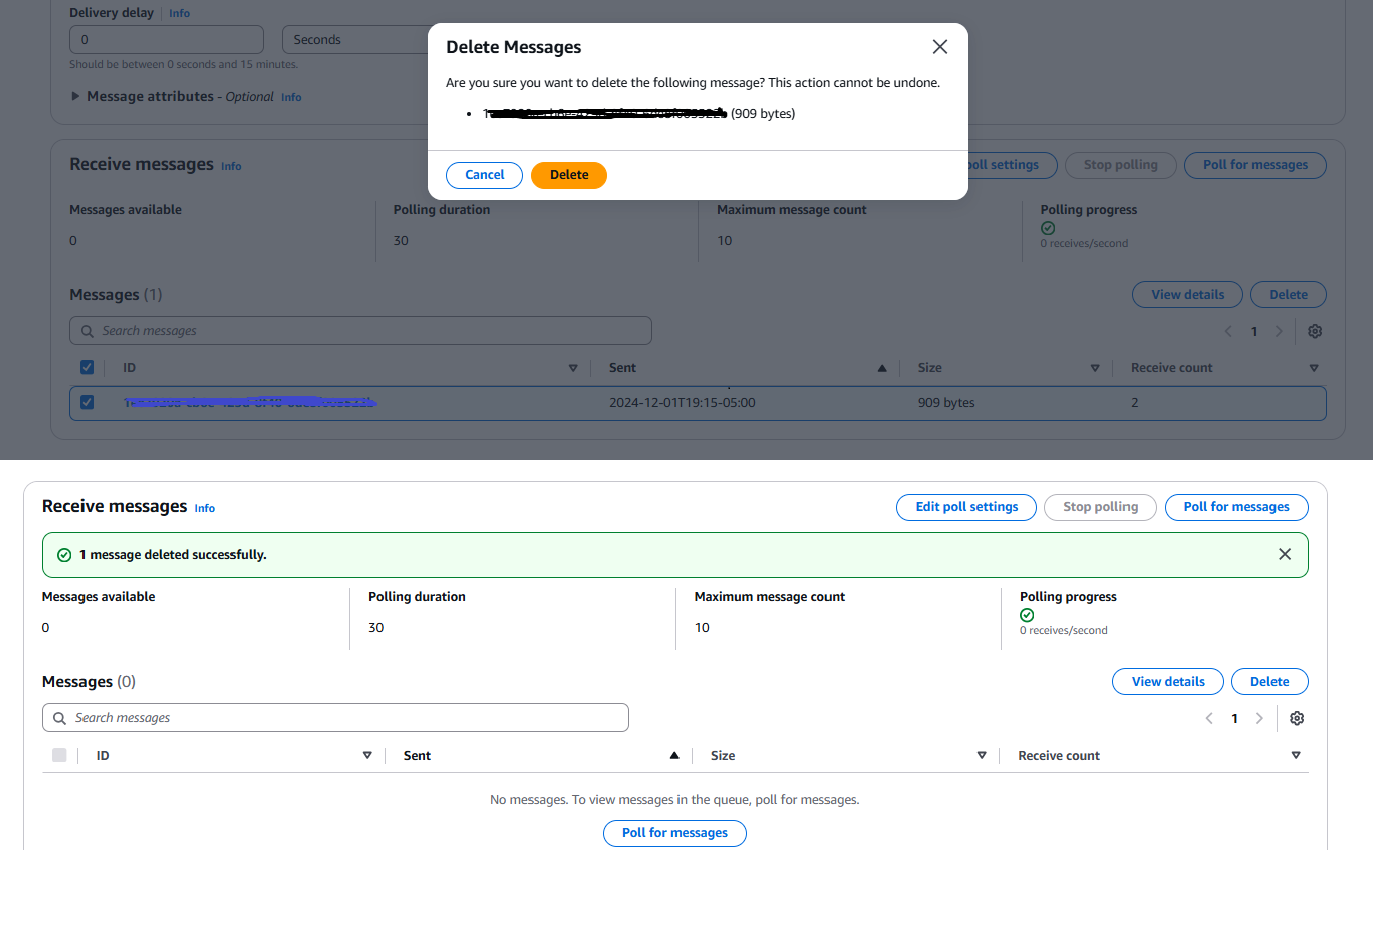 Delivery delay Info
0 Seconds
Should be between 0 seconds and 15 minutes.
Message attributes - Optional Info
Delete Messages
Are you sure you want to delete the following message? This action cannot be undone.
(909 bytes)
Cancel Delete
Receive messages Info poll settings Stop polling Poll for messages
Messages available Polling duration Maximum message count Polling progress
0 30 10 0 receives/second
Messages (1) View details Delete
Search messages 1
ID Sent Size Receive count
2024-12-01T19:15-05:00 909 bytes 2
Receive messages Info Edit poll settings Stop polling Poll for messages
1 message deleted successfully.
Messages available Polling duration Maximum message count Polling progress
0 30 10 0 receives/second
Messages (0) View details Delete
Search messages 1
ID Sent Size Receive count
No messages. To view messages in the queue, poll for messages.
Poll for messages